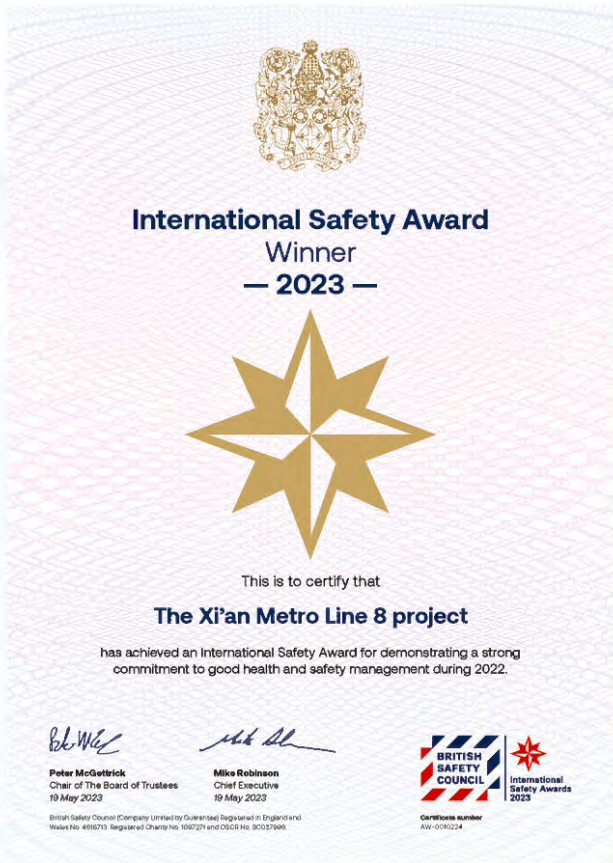 International Safety Award
Winner
— 2023 —
This is to certify that
The Xi'an Metro Line 8 project
has achieved an International Safety Award for demonstrating a strong
commitment to good health and safety management during 2022.
Peter McGettrick
Chair of The Board of Trustees
19 May 2023
Mike Robinson
Chief Executive
19 May 2023
British Safety Council (Company Limited by Guarantee) Registered in England and
Wales No. 4618713. Registered Charity No. 1097271 and OSCR No. SC037998.
BRITISH
SAFETY
COUNCIL
International
Safety Awards
2023
Certificate number
AW-0010224